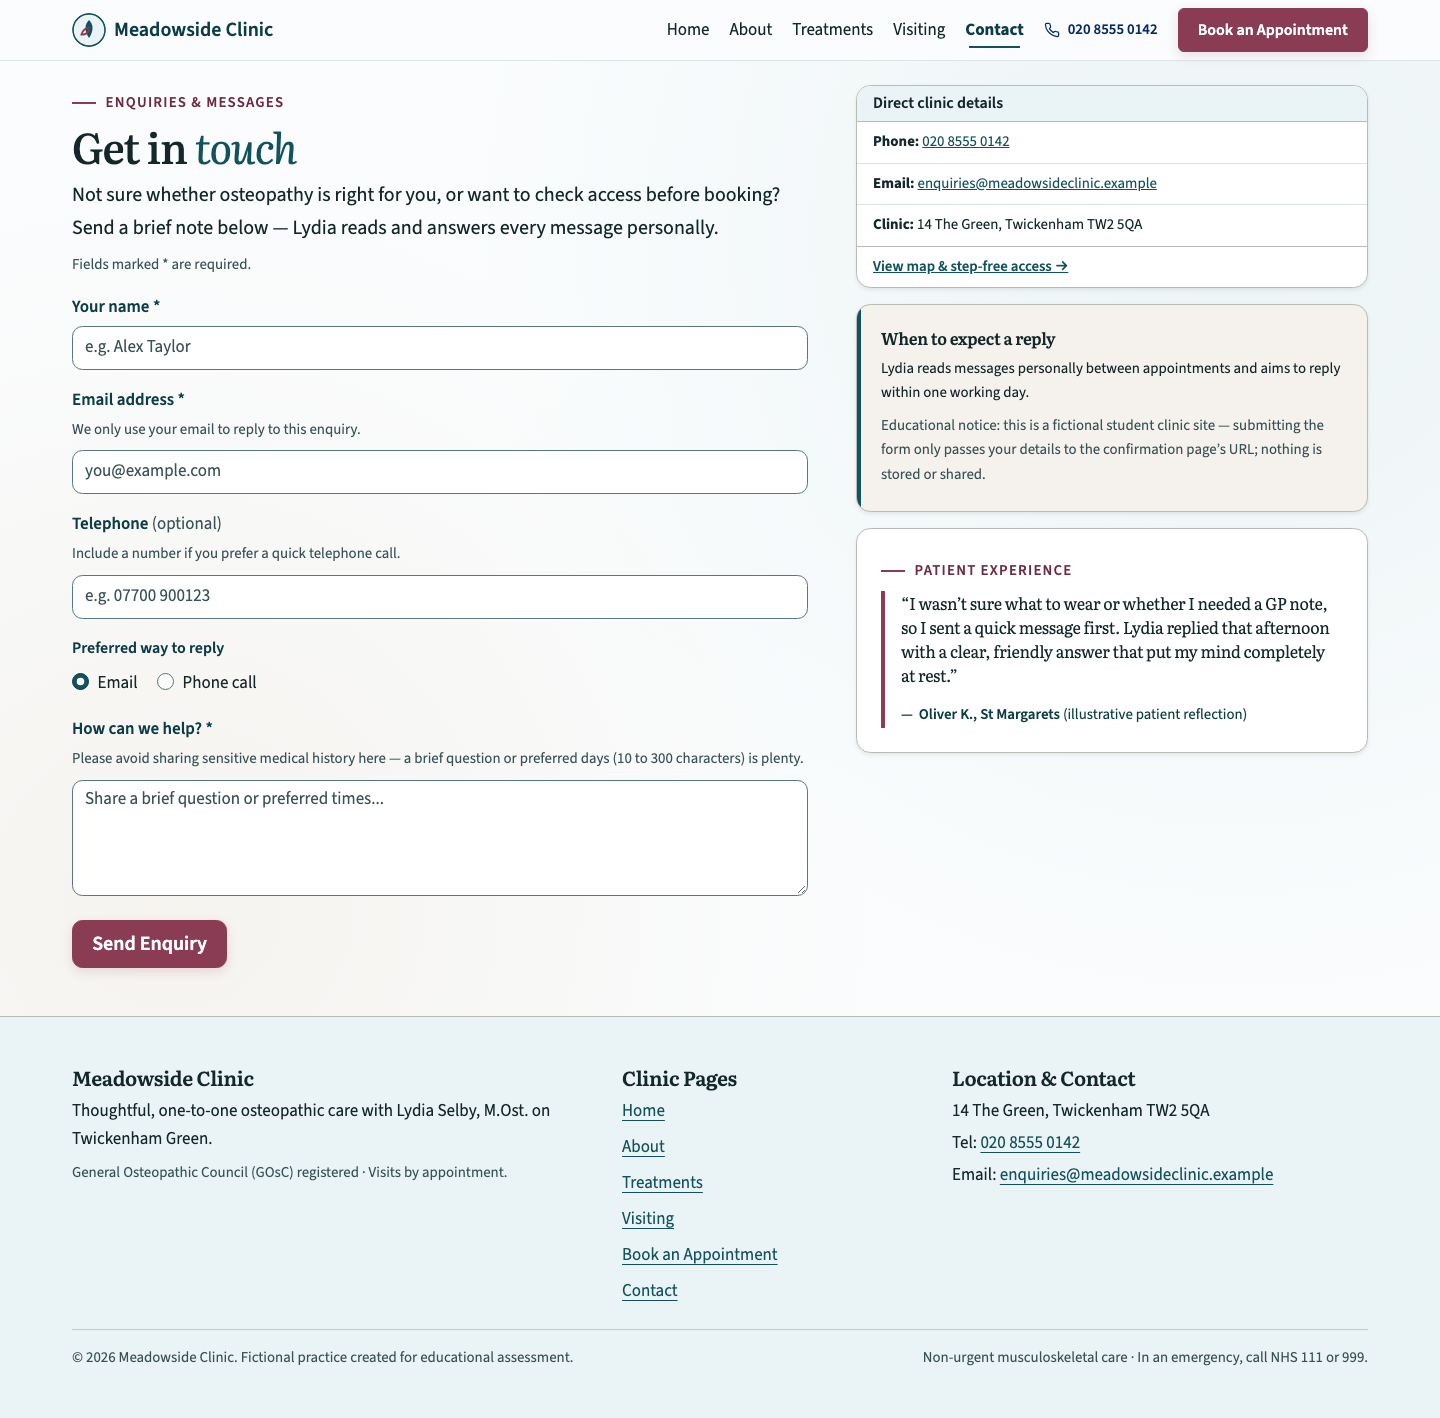 Meadowside Clinic
Home About Treatments Visiting Contact 020 8555 0142 Book an Appointment
ENQUIRIES & MESSAGES
Get in touch
Not sure whether osteopathy is right for you, or want to check access before booking?
Send a brief note below — Lydia reads and answers every message personally.
Fields marked * are required.
Your name *
e.g. Alex Taylor
Email address *
We only use your email to reply to this enquiry.
you@example.com
Telephone (optional)
Include a number if you prefer a quick telephone call.
e.g. 07700 900123
Preferred way to reply
Email Phone call
How can we help? *
Please avoid sharing sensitive medical history here — a brief question or preferred days (10 to 300 characters) is plenty.
Share a brief question or preferred times...
Send Enquiry
Direct clinic details
Phone: 020 8555 0142
Email: enquiries@meadowsideclinic.example
Clinic: 14 The Green, Twickenham TW2 5QA
View map & step-free access →
When to expect a reply
Lydia reads messages personally between appointments and aims to reply
within one working day.
Educational notice: this is a fictional student clinic site — submitting the
form only passes your details to the confirmation page’s URL; nothing is
stored or shared.
PATIENT EXPERIENCE
“I wasn’t sure what to wear or whether I needed a GP note,
so I sent a quick message first. Lydia replied that afternoon
with a clear, friendly answer that put my mind completely
at rest.”
— Oliver K., St Margarets (illustrative patient reflection)
Meadowside Clinic
Thoughtful, one-to-one osteopathic care with Lydia Selby, M.Ost. on
Twickenham Green.
General Osteopathic Council (GOsC) registered · Visits by appointment.
Clinic Pages
Home
About
Treatments
Visiting
Book an Appointment
Contact
Location & Contact
14 The Green, Twickenham TW2 5QA
Tel: 020 8555 0142
Email: enquiries@meadowsideclinic.example
© 2026 Meadowside Clinic. Fictional practice created for educational assessment.
Non-urgent musculoskeletal care · In an emergency, call NHS 111 or 999.